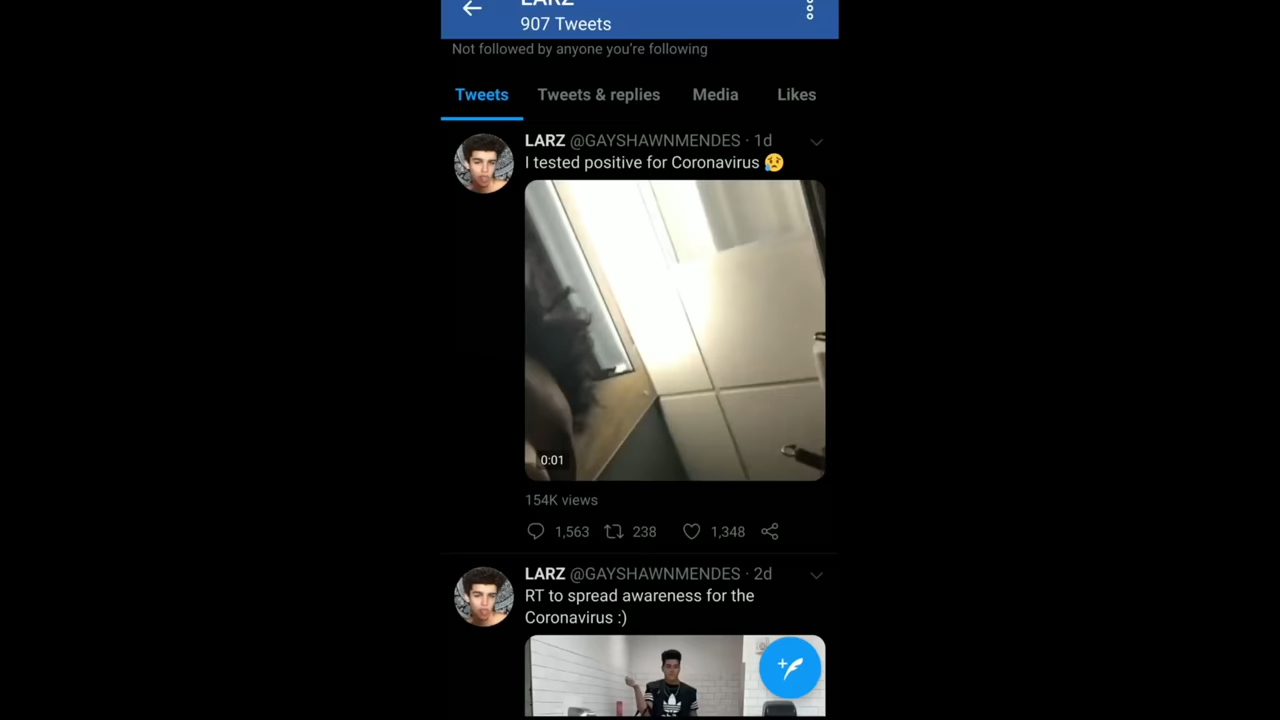 LARZ
907 Tweets
Not followed by anyone you're following
Tweets Tweets & replies Media Likes
LARZ @GAYSHAWNMENDES · 1d
I tested positive for Coronavirus 😥
0:01
154K views
1,563 238 1,348
LARZ @GAYSHAWNMENDES · 2d
RT to spread awareness for the
Coronavirus :)